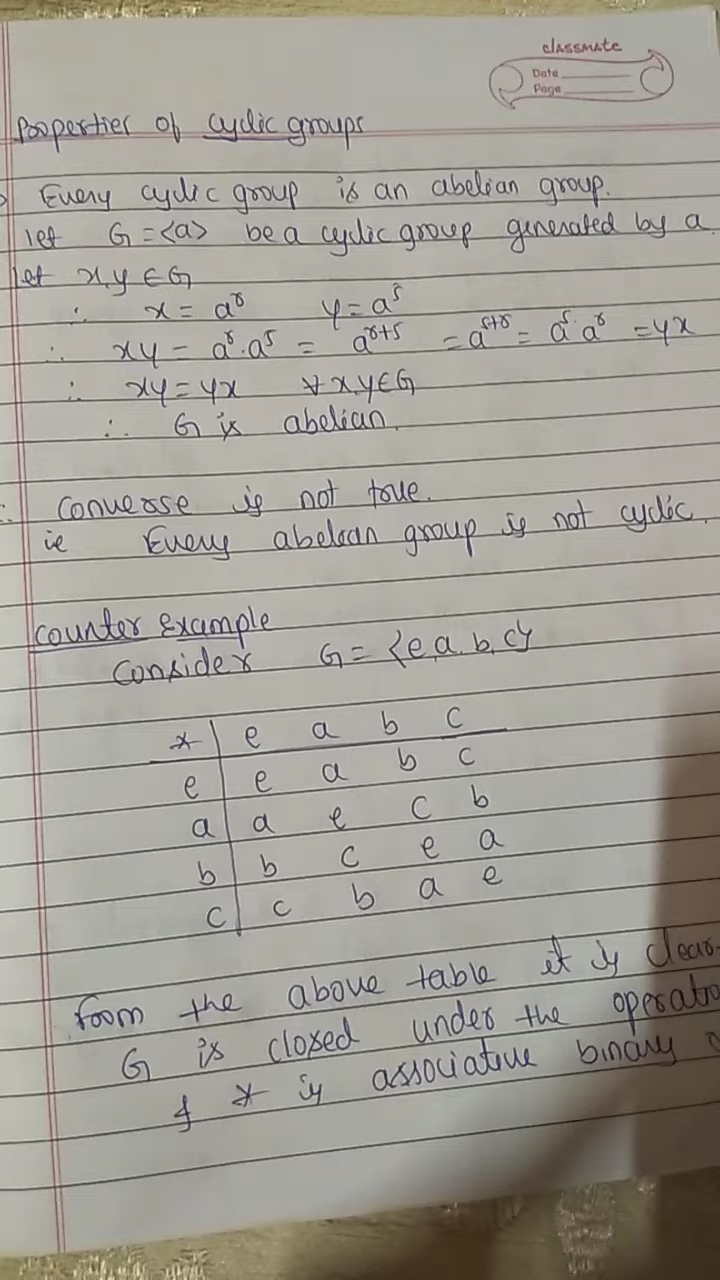 classmate
Date
Page
Properties of cyclic groups
Every cyclic group is an abelian group.
let G = <a> be a cyclic group generated by a
let x, y ∈ G
∴ x = a^r y = a^s
∴ xy = a^r . a^s = a^{r+s} = a^{s+r} = a^s . a^r = yx
∴ xy = yx ∀ x, y ∈ G
∴ G is abelian.
Converse is not true.
ie Every abelian group is not cyclic.
Counter Example
Consider G = {e, a, b, c}
* e a b c
e e a b c
a a e c b
b b c e a
c c b a e
From the above table it is clear
G is closed under the operatio
& * is associative binary